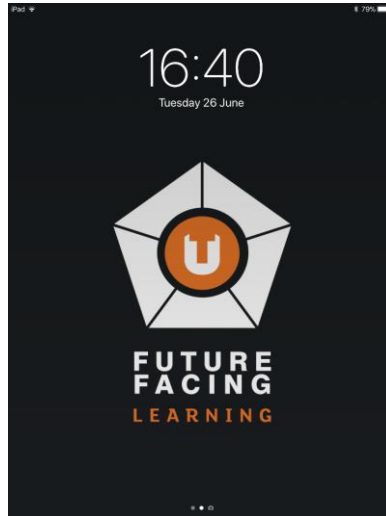 iPad 79%
16:40
Tuesday 26 June
U
FUTURE
FACING
LEARNING